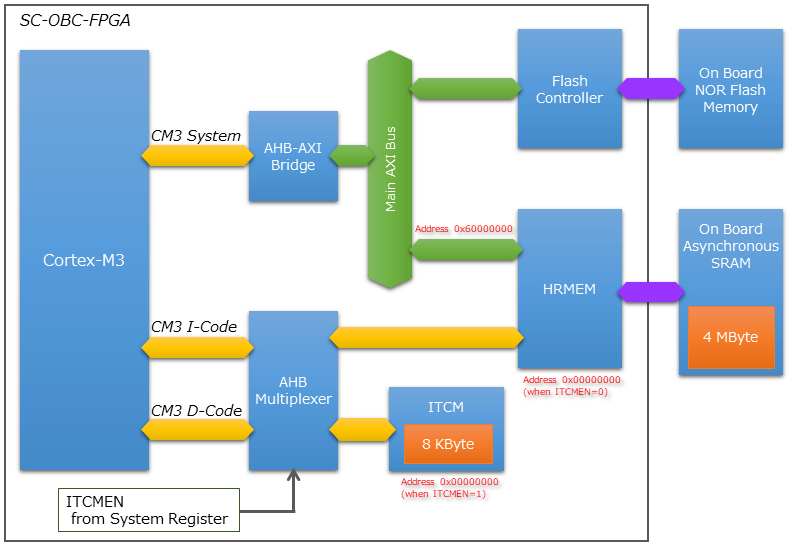 SC-OBC-FPGA
Cortex-M3
CM3 System
AHB-AXI
Bridge
Main AXI Bus
Flash
Controller
On Board
NOR Flash
Memory
Address 0x60000000
HRMEM
On Board
Asynchronous
SRAM
4 MByte
CM3 I-Code
CM3 D-Code
AHB
Multiplexer
Address 0x00000000
(when ITCMEN=0)
ITCM
8 KByte
Address 0x00000000
(when ITCMEN=1)
ITCMEN
from System Register